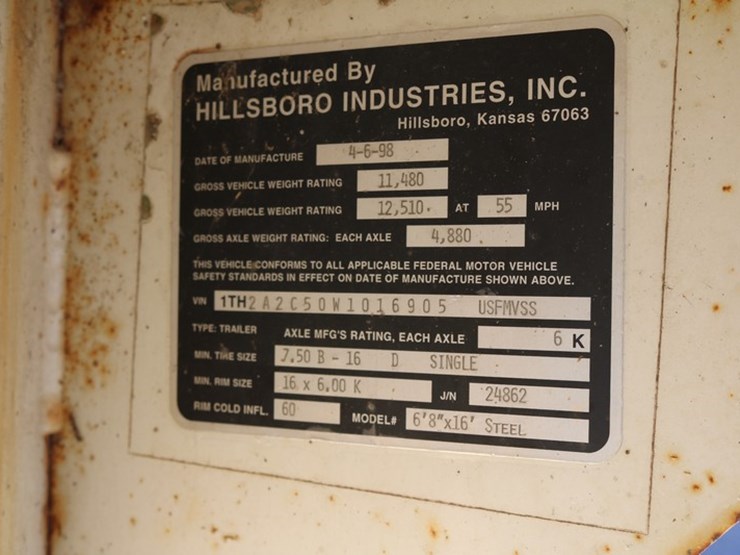 Manufactured By
HILLSBORO INDUSTRIES, INC.
Hillsboro, Kansas 67063
DATE OF MANUFACTURE 4-6-98
GROSS VEHICLE WEIGHT RATING 11,480
GROSS VEHICLE WEIGHT RATING 12,510. AT 55 MPH
GROSS AXLE WEIGHT RATING: EACH AXLE 4,880.
THIS VEHICLE CONFORMS TO ALL APPLICABLE FEDERAL MOTOR VEHICLE
SAFETY STANDARDS IN EFFECT ON DATE OF MANUFACTURE SHOWN ABOVE.
VIN 1TH2A2C50W1016905 USFMVSS
TYPE: TRAILER AXLE MFG'S RATING, EACH AXLE 6 K
MIN. TIRE SIZE 7.50 B - 16 D SINGLE
MIN. RIM SIZE 16 x 6.00 K J/N 24862
RIM COLD INFL. 60 MODEL# 6'8"x16' STEEL